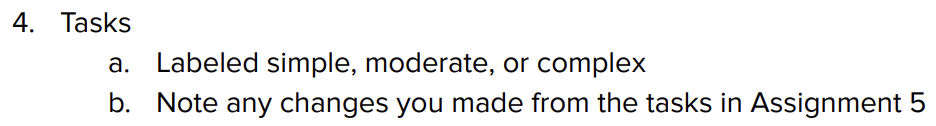 4. Tasks
a. Labeled simple, moderate, or complex
b. Note any changes you made from the tasks in Assignment 5